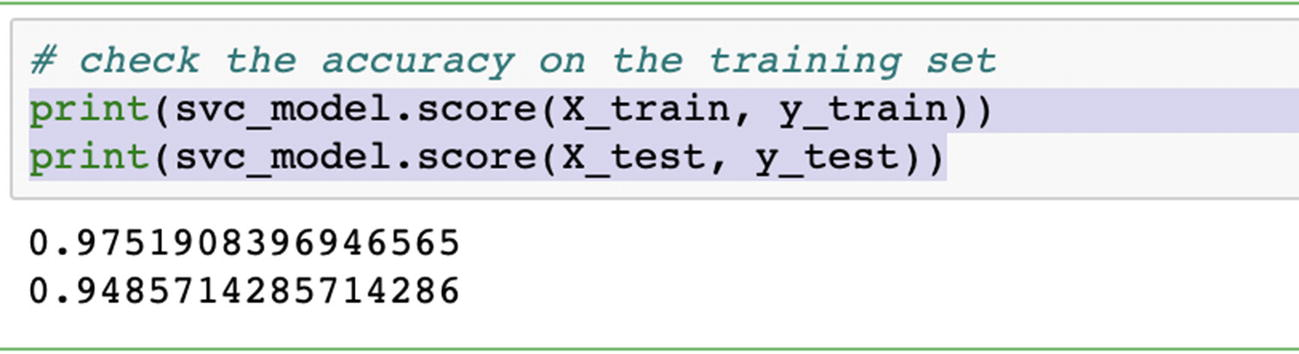 # check the accuracy on the training set
print(svc_model.score(X_train, y_train))
print(svc_model.score(X_test, y_test))
0.9751908396946565
0.9485714285714286